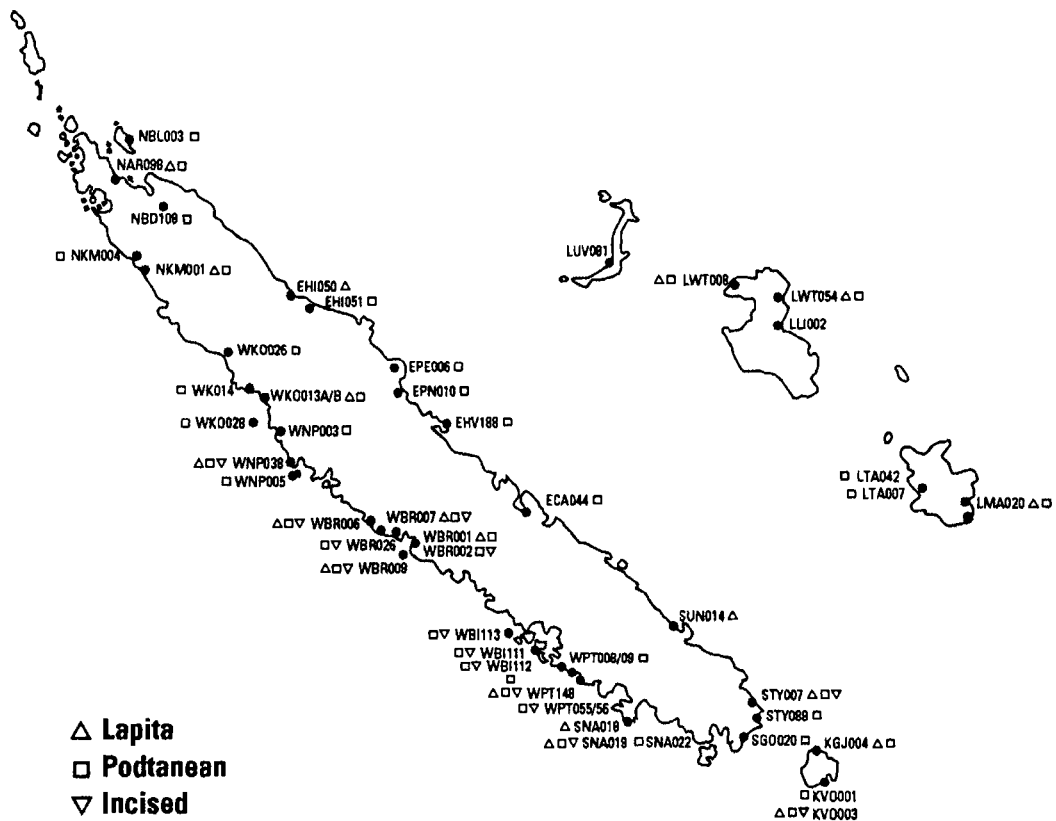 NBL003 □
NAR098 △□
NBD109 □
□ NKM004
NKM001 △□
EHI050 △
EHI051 □
LUV081
△□ LWT008
LWT054 △□
LLI002
WKO026 □
EPE006 □
□ WK014
WKO013A/B △□
EPN010 □
□ WKO028
WNP003 □
EHV188 □
△□▽ WNP038
□ WNP005
□ LTA042
□ LTA007
LMA020 △□
ECA044 □
△□▽ WBR006
WBR007 △□▽
WBR001 △□
□▽ WBR026
WBR002 □▽
△□▽ WBR009
SUN014 △
□▽ WBI113
□▽ WBI111
WPT008/09 □
□▽ WBI112
□
△□▽ WPT148
□▽ WPT055/56
STY007 △□▽
STY089 □
△ SNA018
△□▽ SNA019 □ SNA022
SGO020 □
KGJ004 △□
□ KVO001
△□▽ KVO003
△ Lapita
□ Podtanean
▽ Incised